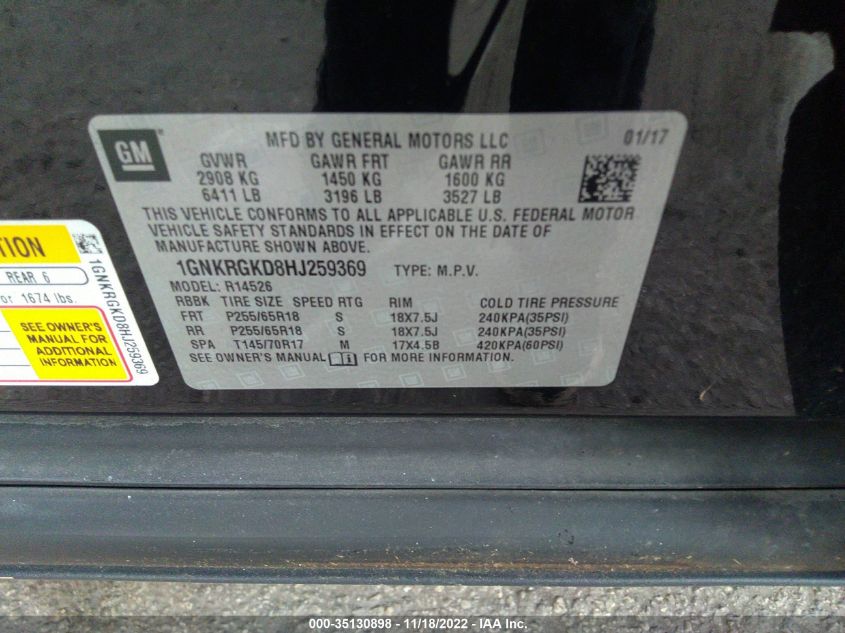 GM
MFD BY GENERAL MOTORS LLC 01/17
GVWR GAWR FRT GAWR RR
2908 KG 1450 KG 1600 KG
6411 LB 3196 LB 3527 LB
THIS VEHICLE CONFORMS TO ALL APPLICABLE U.S. FEDERAL MOTOR
VEHICLE SAFETY STANDARDS IN EFFECT ON THE DATE OF
MANUFACTURE SHOWN ABOVE.
1GNKRGKD8HJ259369 TYPE: M.P.V.
MODEL: R14526
RBBK TIRE SIZE SPEED RTG RIM COLD TIRE PRESSURE
FRT P255/65R18 S 18X7.5J 240KPA(35PSI)
RR P255/65R18 S 18X7.5J 240KPA(35PSI)
SPA T145/70R17 M 17X4.5B 420KPA(60PSI)
SEE OWNER'S MANUAL FOR MORE INFORMATION.
REAR 6
or 1674 lbs.
SEE OWNER'S
MANUAL FOR
ADDITIONAL
INFORMATION
1GNKRGKD8HJ259369
000-35130898 - 11/18/2022 - IAA Inc.